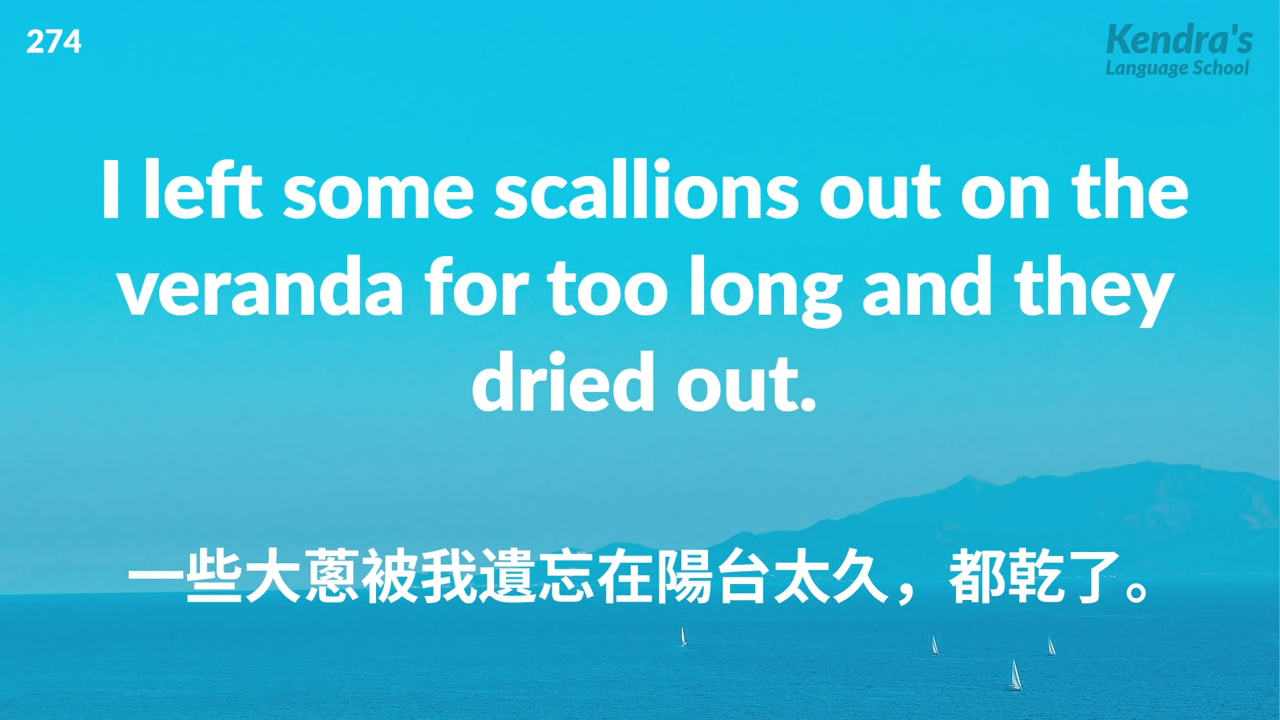 274
Kendra's
Language School
I left some scallions out on the
veranda for too long and they
dried out.
一些大蔥被我遺忘在陽台太久，都乾了。